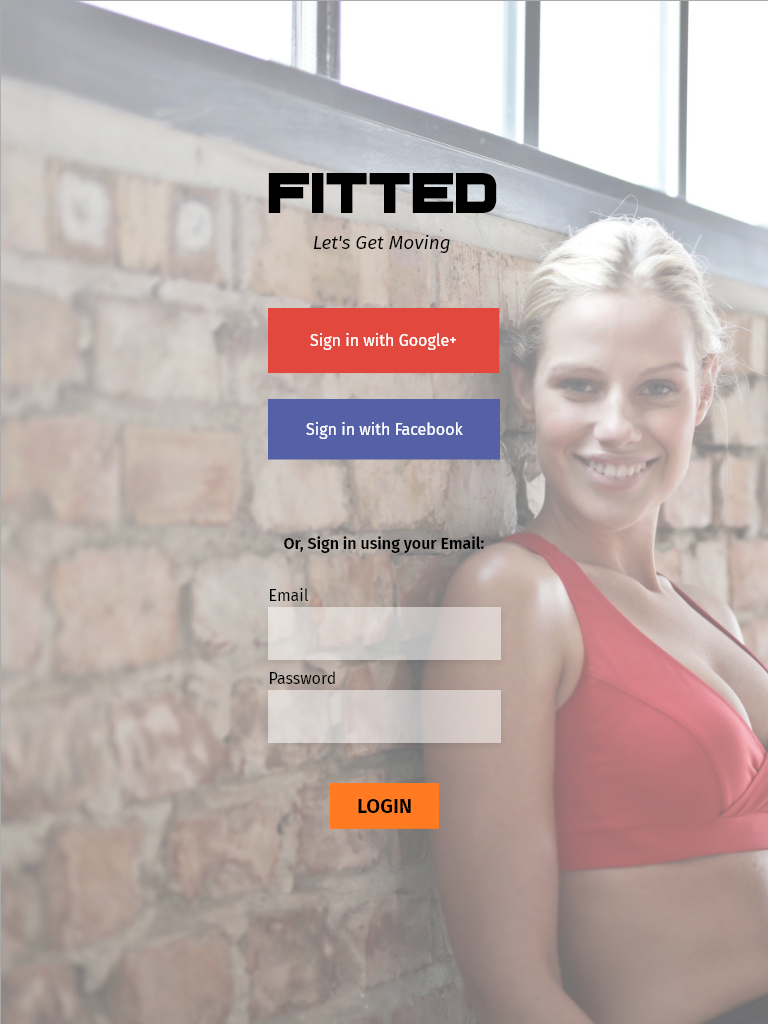 FITTED
Let's Get Moving
Sign in with Google+
Sign in with Facebook
Or, Sign in using your Email:
Email
Password
LOGIN